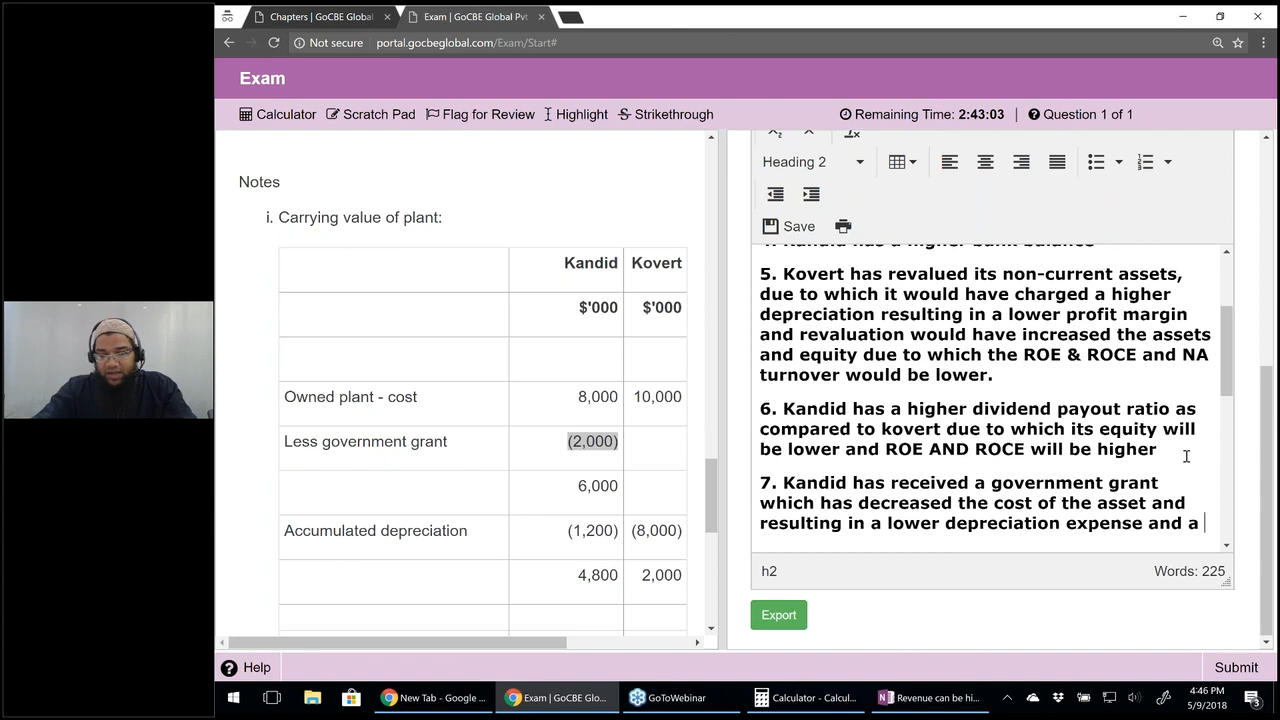 Chapters | GoCBE Global
Exam | GoCBE Global Pvt
Not secure portal.gocbeglobal.com/Exam/Start#
Exam
Calculator Scratch Pad Flag for Review Highlight Strikethrough Remaining Time: 2:43:03 | Question 1 of 1
Notes
i. Carrying value of plant:
Kandid Kovert
$'000 $'000
Owned plant - cost 8,000 10,000
Less government grant (2,000)
6,000
Accumulated depreciation (1,200) (8,000)
4,800 2,000
Heading 2
Save
4. Kandid has a higher bank balance
5. Kovert has revalued its non-current assets,
due to which it would have charged a higher
depreciation resulting in a lower profit margin
and revaluation would have increased the assets
and equity due to which the ROE & ROCE and NA
turnover would be lower.
6. Kandid has a higher dividend payout ratio as
compared to kovert due to which its equity will
be lower and ROE AND ROCE will be higher
7. Kandid has received a government grant
which has decreased the cost of the asset and
resulting in a lower depreciation expense and a
h2 Words: 225
Export
Help Submit
New Tab - Google ...
Exam | GoCBE Glo...
GoToWebinar
Calculator - Calcul...
Revenue can be hi...
4:46 PM
5/9/2018
3